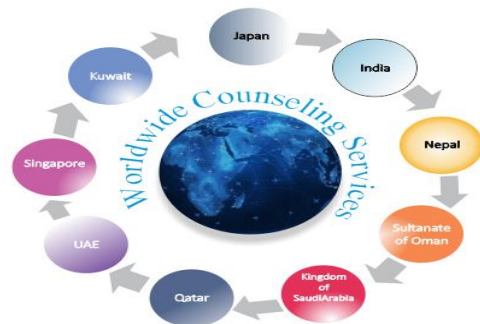 Japan
India
Nepal
Sultanate
of Oman
Kingdom
of
SaudiArabia
Qatar
UAE
Singapore
Kuwait
Worldwide Counseling Services